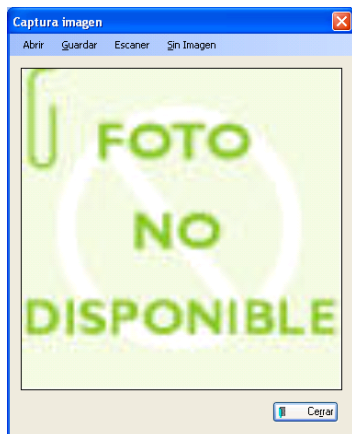 Captura imagen
Abrir Guardar Escaner Sin Imagen
FOTO
NO
DISPONIBLE
Cerrar